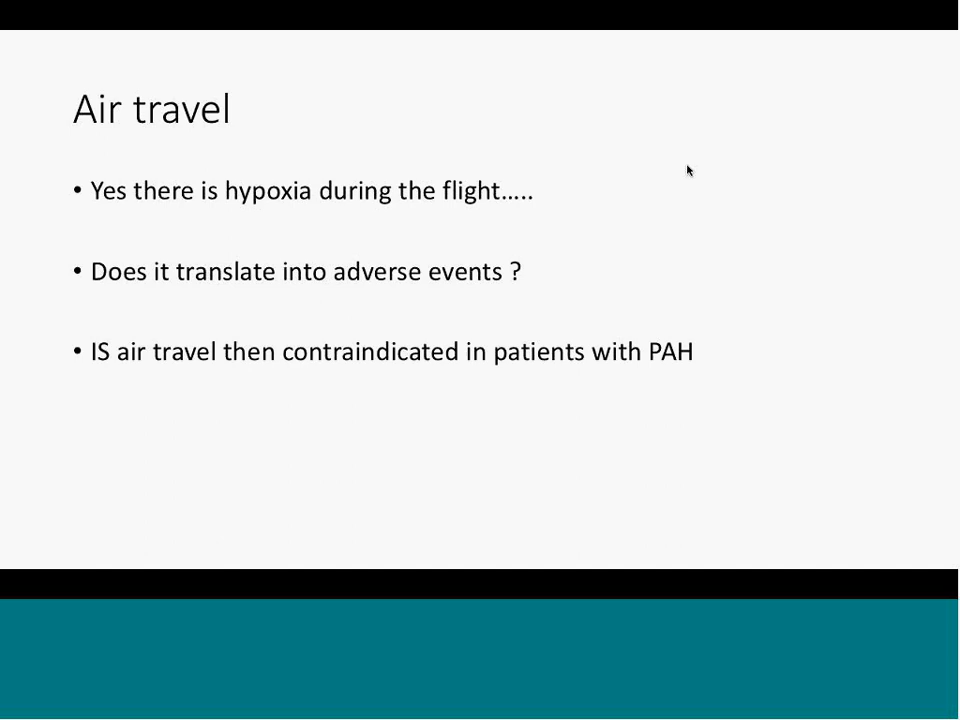 Air travel
• Yes there is hypoxia during the flight…..
• Does it translate into adverse events ?
• IS air travel then contraindicated in patients with PAH